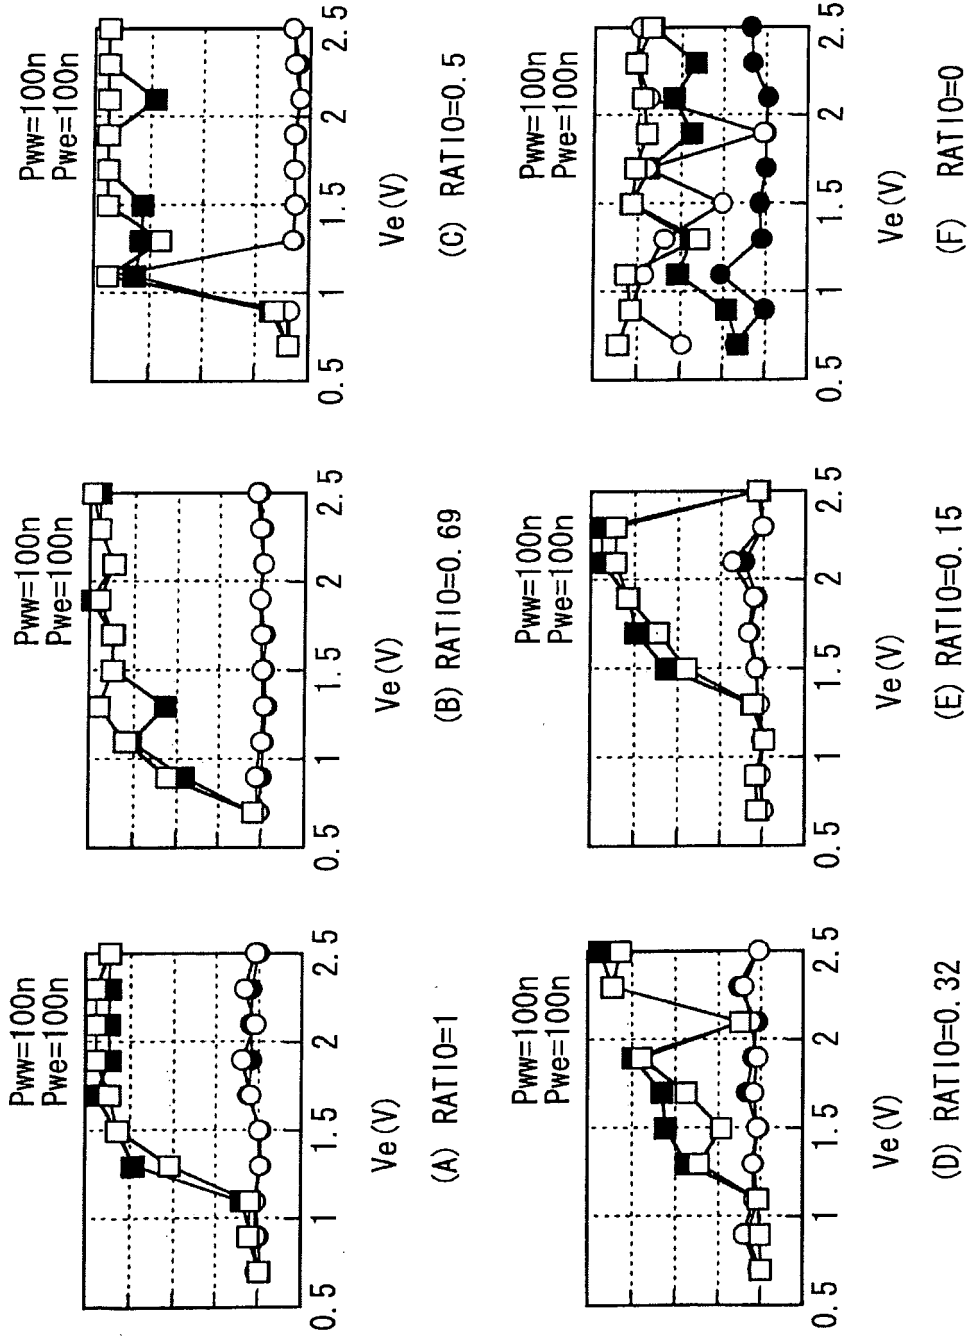 Pww=100n
Pwe=100n
0.5 1 1.5 2 2.5
Ve(V)
(A) RATIO=1
Pww=100n
Pwe=100n
0.5 1 1.5 2 2.5
Ve(V)
(B) RATIO=0.69
Pww=100n
Pwe=100n
0.5 1 1.5 2 2.5
Ve(V)
(C) RATIO=0.5
Pww=100n
Pwe=100n
0.5 1 1.5 2 2.5
Ve(V)
(D) RATIO=0.32
Pww=100n
Pwe=100n
0.5 1 1.5 2 2.5
Ve(V)
(E) RATIO=0.15
Pww=100n
Pwe=100n
0.5 1 1.5 2 2.5
Ve(V)
(F) RATIO=0